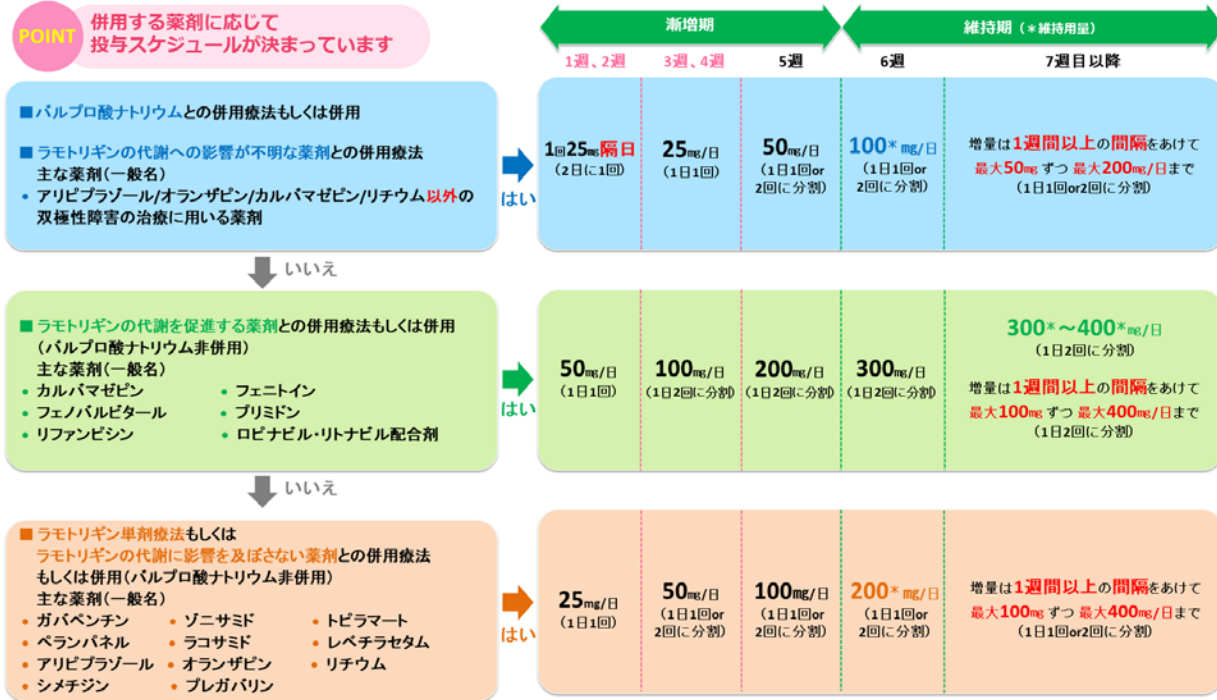 POINT
併用する薬剤に応じて
投与スケジュールが決まっています
漸増期
維持期（*維持用量）
1週、2週
3週、4週
5週
6週
7週目以降
■バルプロ酸ナトリウムとの併用療法もしくは併用
■ラモトリギンの代謝への影響が不明な薬剤との併用療法
主な薬剤(一般名)
• アリピプラゾール/オランザピン/カルバマゼピン/リチウム以外の
双極性障害の治療に用いる薬剤
はい
1回25mg隔日
(2日に1回)
25mg/日
(1日1回)
50mg/日
(1日1回or
2回に分割)
100*mg/日
(1日1回or
2回に分割)
増量は1週間以上の間隔をあけて
最大50mgずつ 最大200mg/日まで
(1日1回or2回に分割)
いいえ
■ラモトリギンの代謝を促進する薬剤との併用療法もしくは併用
(バルプロ酸ナトリウム非併用)
主な薬剤(一般名)
• カルバマゼピン
• フェニトイン
• フェノバルビタール
• プリミドン
• リファンピシン
• ロピナビル・リトナビル配合剤
はい
50mg/日
(1日1回)
100mg/日
(1日2回に分割)
200mg/日
(1日2回に分割)
300mg/日
(1日2回に分割)
300*～400*mg/日
(1日2回に分割)
増量は1週間以上の間隔をあけて
最大100mgずつ 最大400mg/日まで
(1日2回に分割)
いいえ
■ラモトリギン単剤療法もしくは
ラモトリギンの代謝に影響を及ぼさない薬剤との併用療法
もしくは併用(バルプロ酸ナトリウム非併用)
主な薬剤(一般名)
• ガバペンチン
• ゾニサミド
• トピラマート
• ペランパネル
• ラコサミド
• レベチラセタム
• アリピプラゾール
• オランザピン
• リチウム
• シメチジン
• プレガバリン
はい
25mg/日
(1日1回)
50mg/日
(1日1回or
2回に分割)
100mg/日
(1日1回or
2回に分割)
200*mg/日
(1日1回or
2回に分割)
増量は1週間以上の間隔をあけて
最大100mgずつ 最大400mg/日まで
(1日1回or2回に分割)